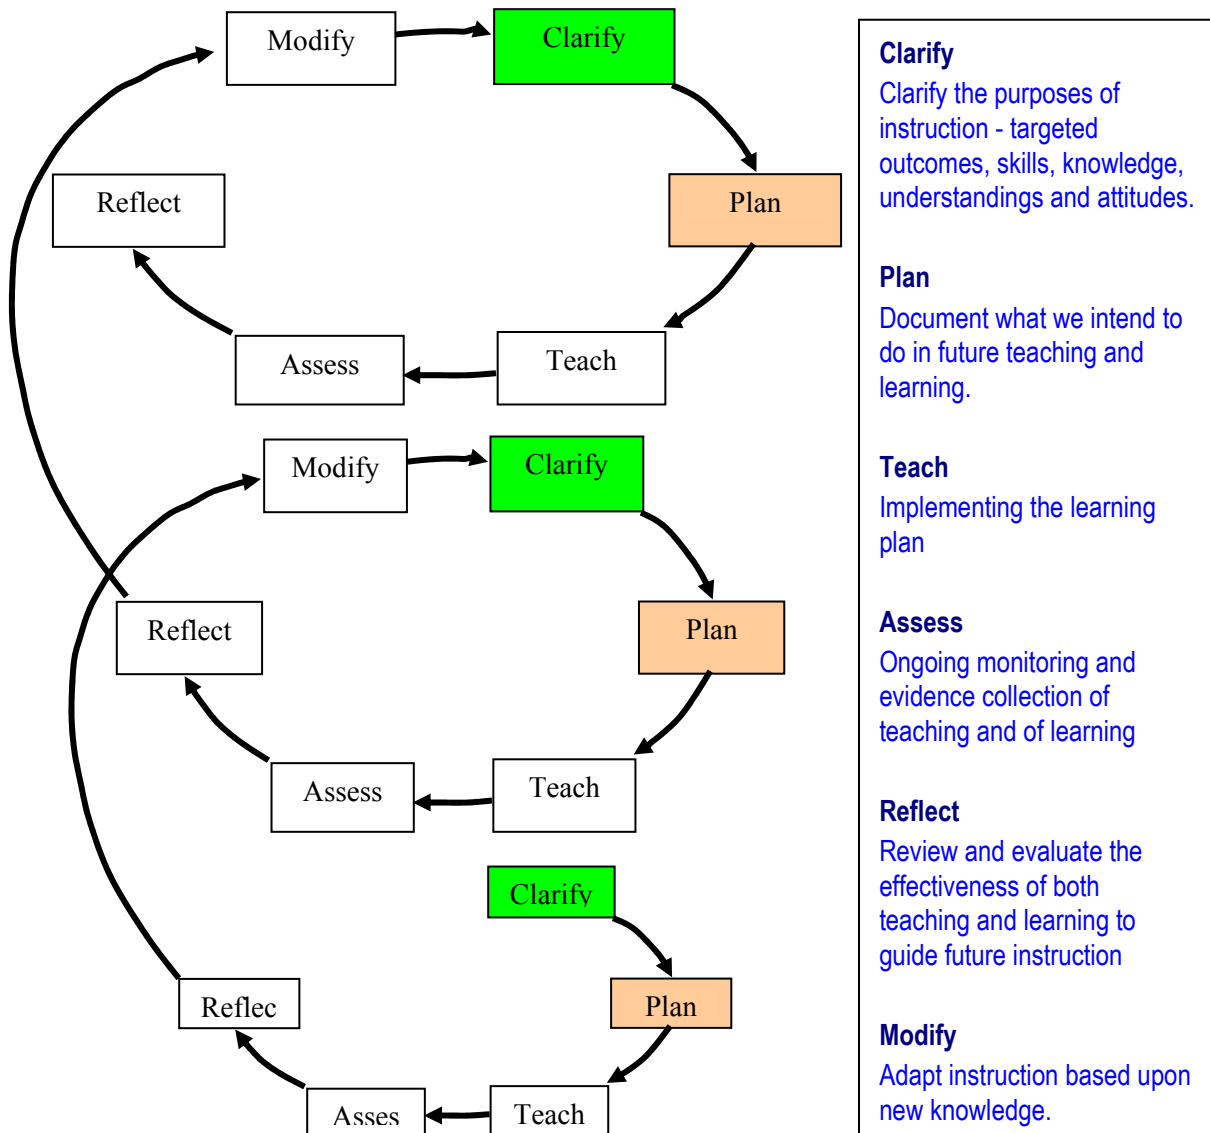 Modify
Clarify
Reflect
Plan
Assess
Teach
Modify
Clarify
Reflect
Plan
Assess
Teach
Clarify
Reflec
Plan
Asses
Teach
Clarify
Clarify the purposes of
instruction - targeted
outcomes, skills, knowledge,
understandings and attitudes.
Plan
Document what we intend to
do in future teaching and
learning.
Teach
Implementing the learning
plan
Assess
Ongoing monitoring and
evidence collection of
teaching and of learning
Reflect
Review and evaluate the
effectiveness of both
teaching and learning to
guide future instruction
Modify
Adapt instruction based upon
new knowledge.